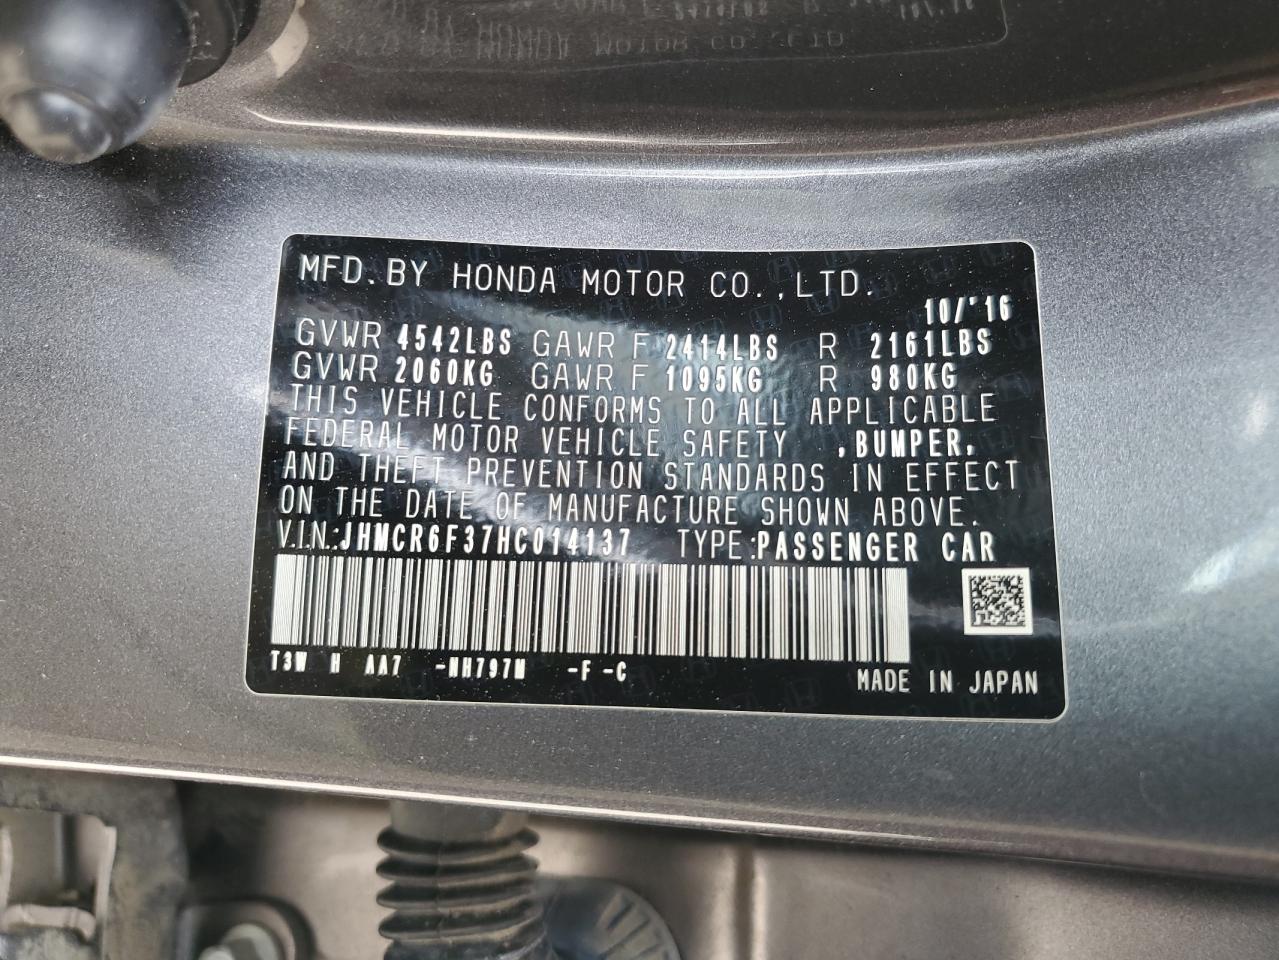 MFD.BY HONDA MOTOR CO.,LTD.
10/'16
GVWR 4542LBS GAWR F 2414LBS R 2161LBS
GVWR 2060KG GAWR F 1095KG R 980KG
THIS VEHICLE CONFORMS TO ALL APPLICABLE
FEDERAL MOTOR VEHICLE SAFETY ,BUMPER,
AND THEFT PREVENTION STANDARDS IN EFFECT
ON THE DATE OF MANUFACTURE SHOWN ABOVE.
V.I.N.:JHMCR6F37HC014137 TYPE:PASSENGER CAR
T3W H AA7 -NH797M -F -C
MADE IN JAPAN